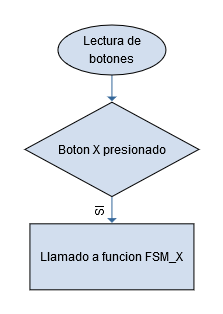 Lectura de
botones
Boton X presionado
SI
Llamado a funcion FSM_X